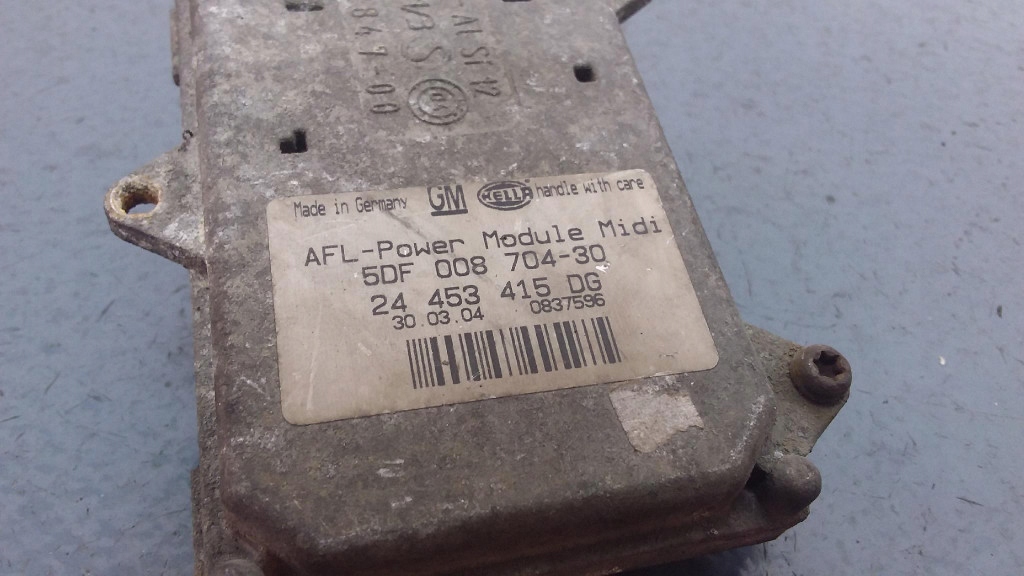 Made in Germany GM HELLA handle with care
AFL-Power Module Midi
5DF 008 704-30
24 453 415 DG
30.03.04 0837596